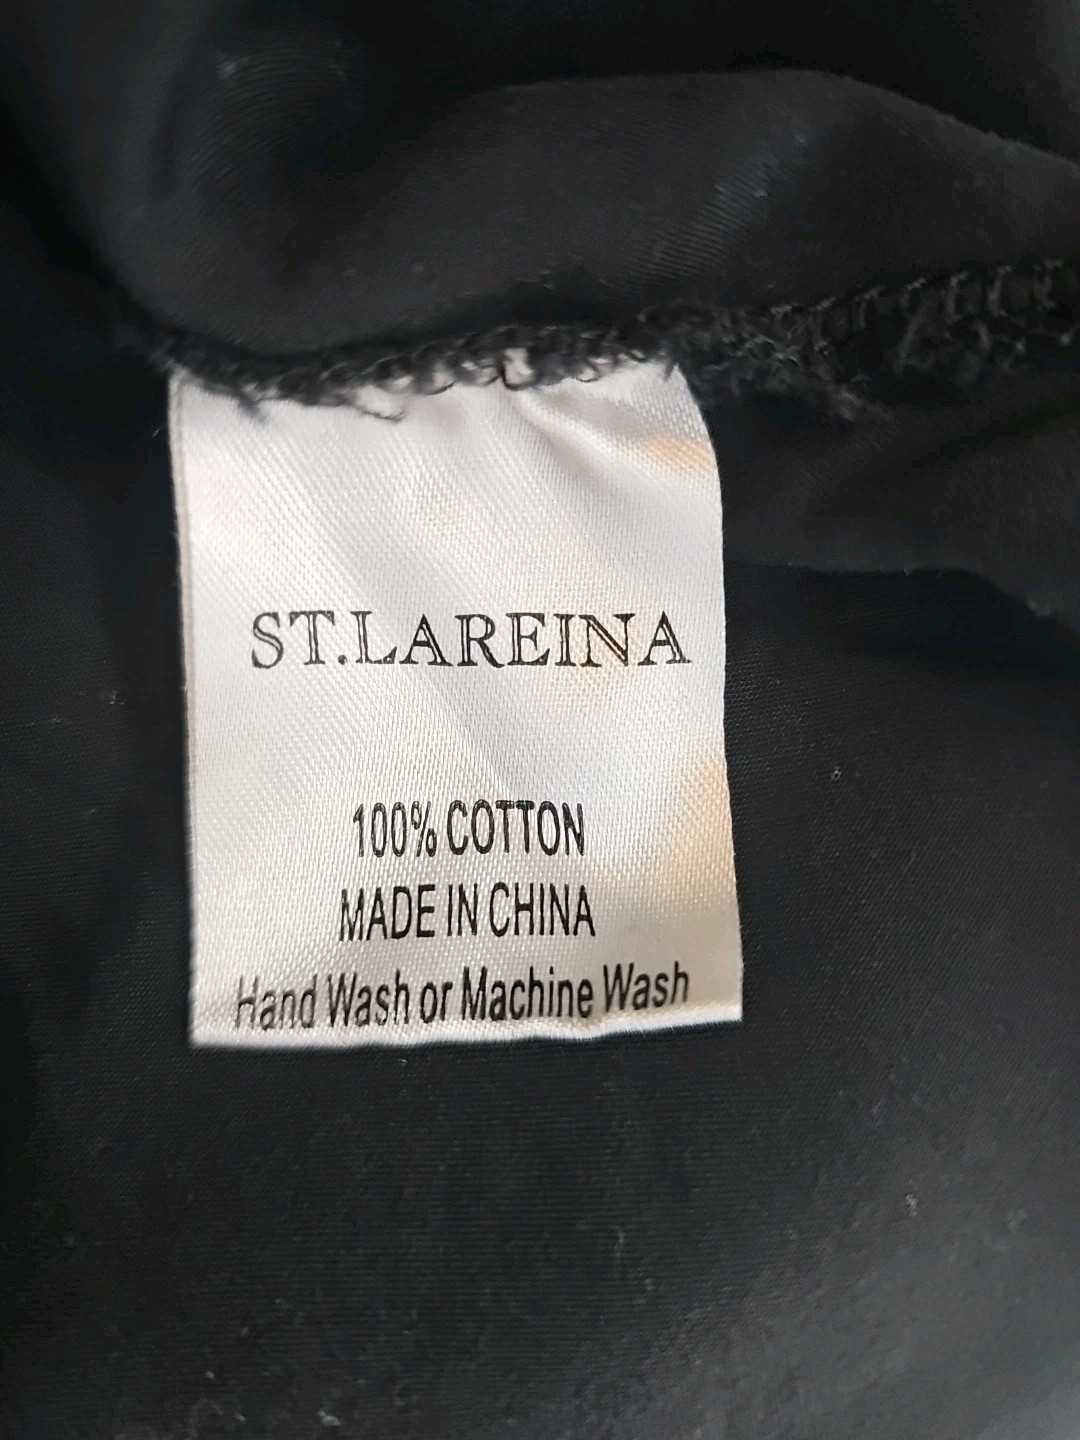 ST.LAREINA
100% COTTON
MADE IN CHINA
Hand Wash or Machine Wash